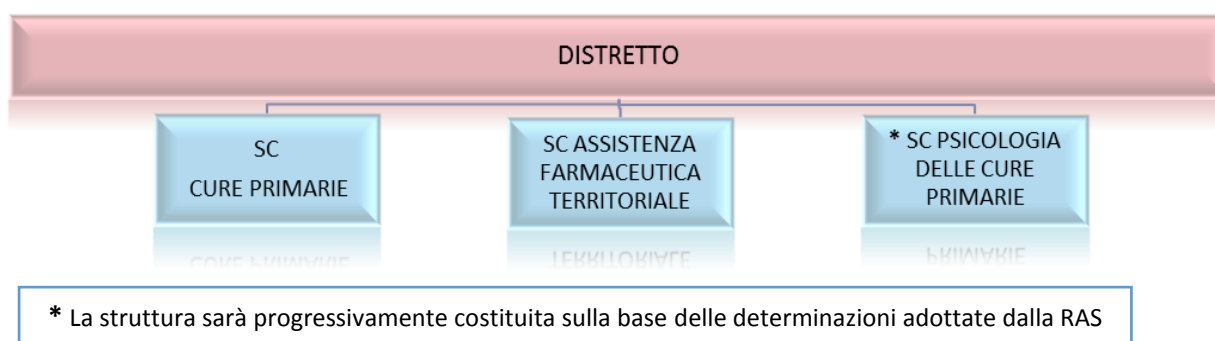 DISTRETTO
SC
CURE PRIMARIE
SC ASSISTENZA
FARMACEUTICA
TERRITORIALE
* SC PSICOLOGIA
DELLE CURE
PRIMARIE
* La struttura sarà progressivamente costituita sulla base delle determinazioni adottate dalla RAS